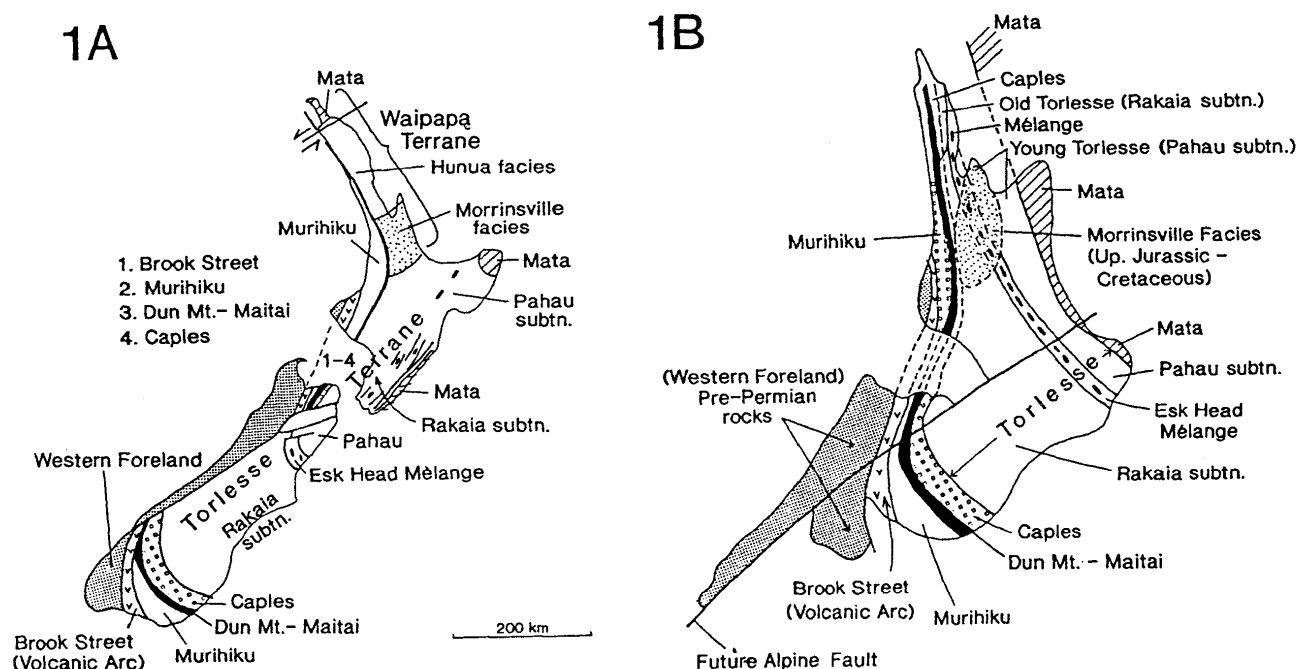 1A
Mata
Waipapą
Terrane
Hunua facies
Morrinsville
facies
Murihiku
Mata
1. Brook Street
2. Murihiku
3. Dun Mt.– Maitai
4. Caples
Pahau
subtn.
1-4
Terrane
Mata
Rakaia subtn.
Pahau
Western Foreland
Esk Head Mèlange
Torlesse
Rakaia
subtn.
Caples
Dun Mt.- Maitai
Brook Street
(Volcanic Arc)
Murihiku
200 km
1B
Mata
Caples
Old Torlesse (Rakaia subtn.)
Mélange
Young Torlesse (Pahau subtn.)
Mata
Murihiku
Morrinsville Facies
(Up. Jurassic –
Cretaceous)
Mata
(Western Foreland)
Pre-Permian
rocks
Pahau subtn.
Torlesse
Esk Head
Mélange
Rakaia subtn.
Caples
Dun Mt. – Maitai
Brook Street
(Volcanic Arc)
Murihiku
Future Alpine Fault